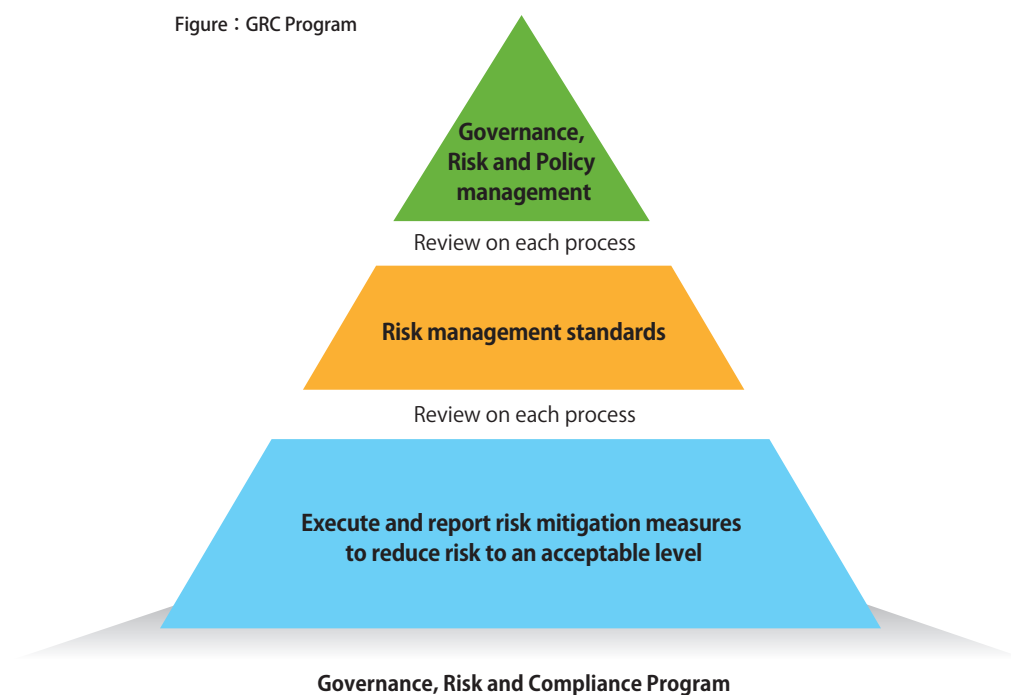 Figure：GRC Program
Governance,
Risk and Policy
management
Review on each process
Risk management standards
Review on each process
Execute and report risk mitigation measures
to reduce risk to an acceptable level
Governance, Risk and Compliance Program